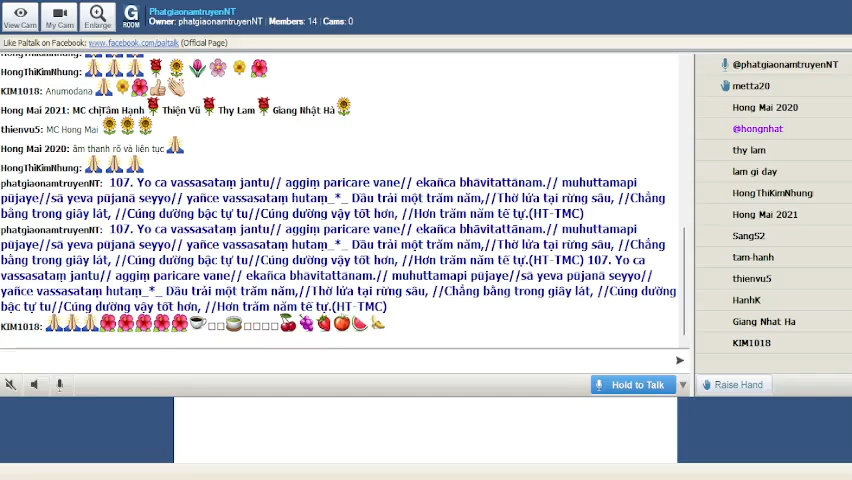 PhatgiaonamtruyenNT
Owner: phatgiaonamtruyenNT | Members: 14 | Cams: 0
View Cam
My Cam
Enlarge
G
ROOM
Like Paltalk on Facebook: www.facebook.com/paltalk (Official Page)
HongThiKimNhung:
HongThiKimNhung:
KIM1018: Anumodana
Hong Mai 2021: MC chịTâm Hạnh Thiện Vũ Thy Lam Giang Nhật Hà
thienvu5: MC Hong Mai
Hong Mai 2020: âm thanh rõ và liên tục
HongThiKimNhung:
phatgiaonamtruyenNT: 107. Yo ca vassasataṃ jantu// aggiṃ paricare vane// ekañca bhāvitattānaṃ.// muhuttamapi
pūjaye//sā yeva pūjanā seyyo// yañce vassasataṃ hutaṃ_*_ Dầu trải một trăm năm,//Thờ lửa tại rừng sâu, //Chẳng
bằng trong giây lát, //Cúng dường bậc tự tu//Cúng dường vậy tốt hơn, //Hơn trăm năm tế tự.(HT-TMC)
phatgiaonamtruyenNT: 107. Yo ca vassasataṃ jantu// aggiṃ paricare vane// ekañca bhāvitattānaṃ.// muhuttamapi
pūjaye//sā yeva pūjanā seyyo// yañce vassasataṃ hutaṃ_*_ Dầu trải một trăm năm,//Thờ lửa tại rừng sâu, //Chẳng
bằng trong giây lát, //Cúng dường bậc tự tu//Cúng dường vậy tốt hơn, //Hơn trăm năm tế tự.(HT-TMC) 107. Yo ca
vassasataṃ jantu// aggiṃ paricare vane// ekañca bhāvitattānaṃ.// muhuttamapi pūjaye//sā yeva pūjanā seyyo//
yañce vassasataṃ hutaṃ_*_ Dầu trải một trăm năm,//Thờ lửa tại rừng sâu, //Chẳng bằng trong giây lát, //Cúng dường
bậc tự tu//Cúng dường vậy tốt hơn, //Hơn trăm năm tế tự.(HT-TMC)
KIM1018:
Hold to Talk
@phatgiaonamtruyenNT
metta20
Hong Mai 2020
@hongnhat
thy lam
lam gi day
HongThiKimNhung
Hong Mai 2021
SangS2
tam-hanh
thienvu5
HanhK
Giang Nhat Ha
KIM1018
Raise Hand